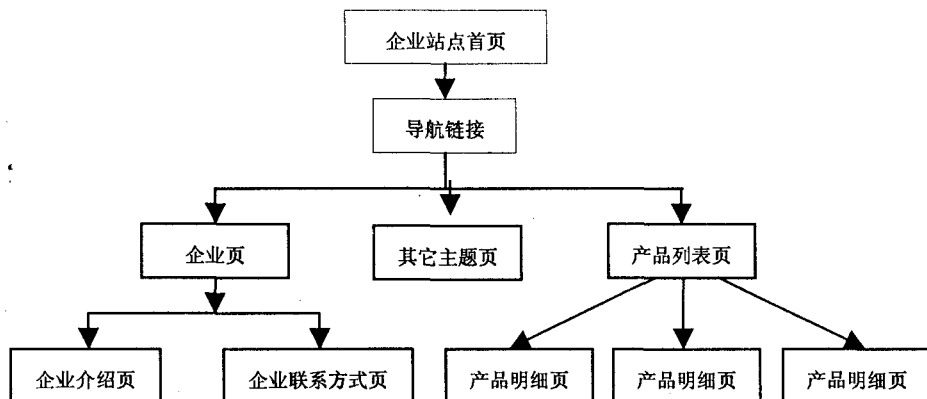 企业站点首页
导航链接
企业页
其它主题页
产品列表页
企业介绍页
企业联系方式页
产品明细页
产品明细页
产品明细页